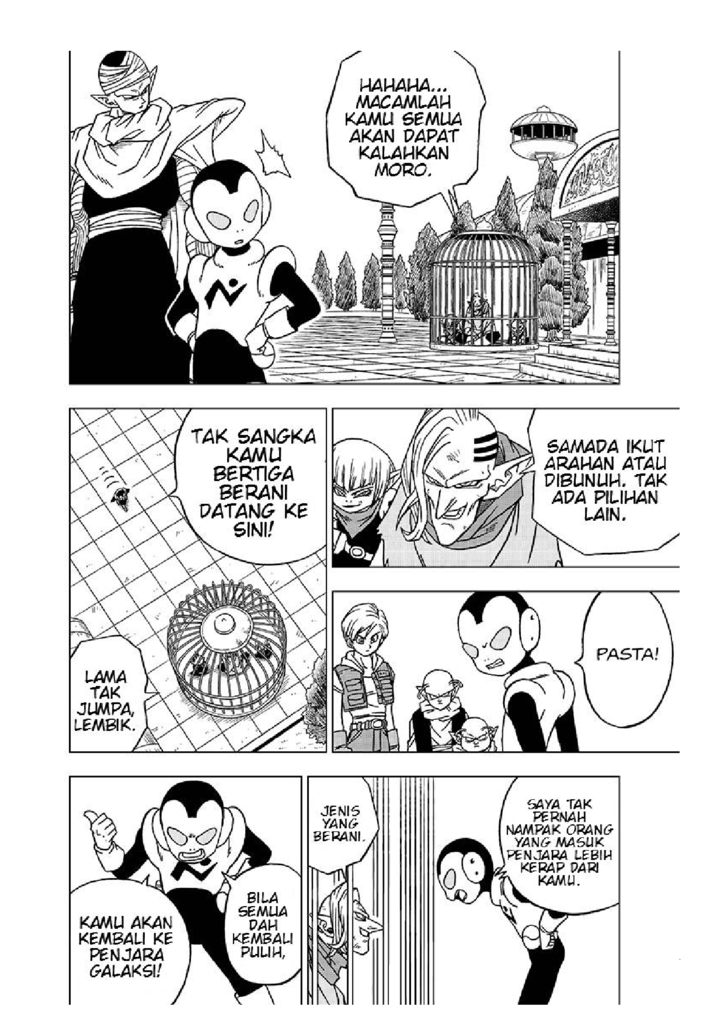 HAHAHA...
MACAMLAH
KAMU SEMUA
AKAN DAPAT
KALAHKAN
MORO.
SAMADA IKUT
ARAHAN ATAU
DIBUNUH. TAK
ADA PILIHAN
LAIN.
TAK SANGKA
KAMU
BERTIGA
BERANI
DATANG KE
SINI!
LAMA
TAK
JUMPA,
LEMBIK.
PASTA!
SAYA TAK
PERNAH
NAMPAK ORANG
YANG MASUK
PENJARA LEBIH
KERAP DARI
KAMU.
JENIS
YANG
BERANI.
BILA
SEMUA
DAH
KEMBALI
PULIH,
KAMU AKAN
KEMBALI KE
PENJARA
GALAKSI!